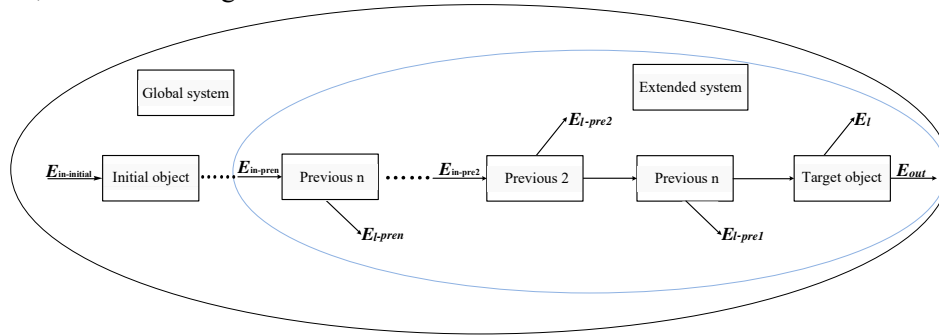 Global system
Extended system
E_l-pre2
E_l
E_in-initial
Initial object
E_in-pren
Previous n
E_in-pre2
Previous 2
Previous n
Target object
E_out
E_l-pren
E_l-pre1